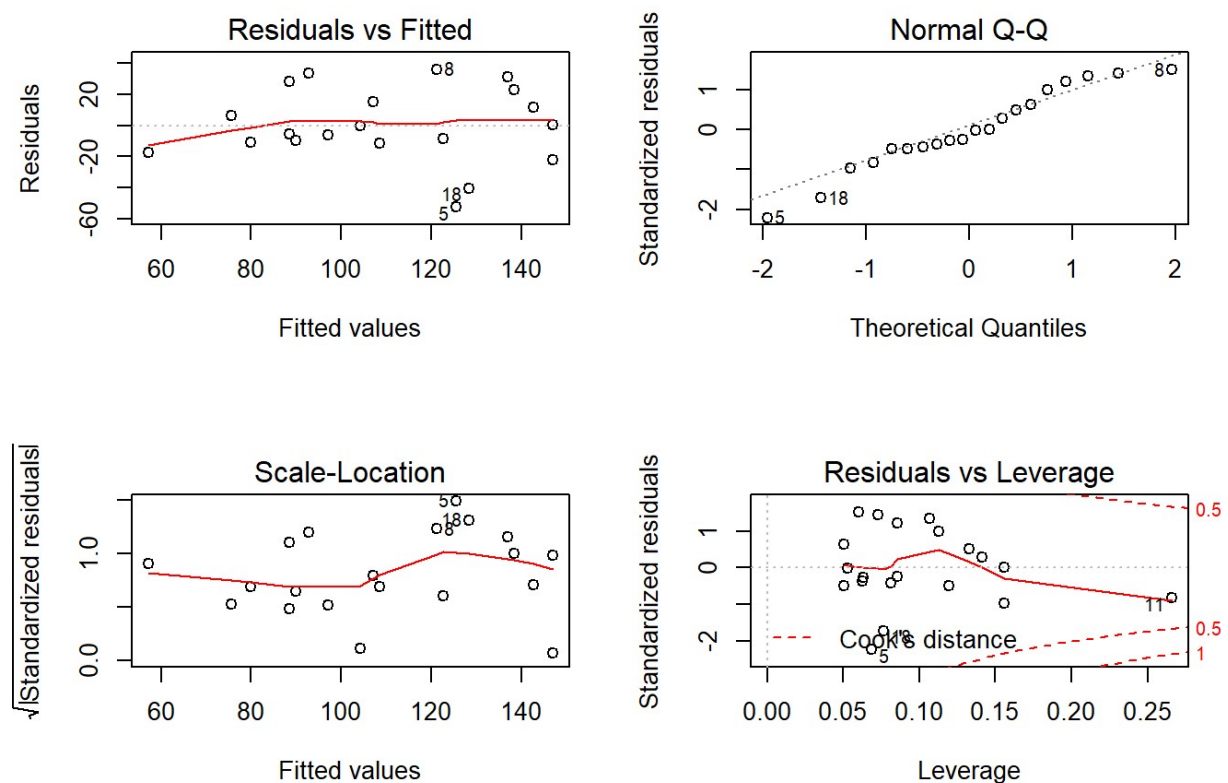 Residuals vs Fitted
Residuals
20
-20
-60
8
18
5
60 80 100 120 140
Fitted values
Normal Q-Q
Standardized residuals
1
0
-2
8
18
5
-2 -1 0 1 2
Theoretical Quantiles
Scale-Location
√|Standardized residuals|
1.0
0.0
5
18
8
60 80 100 120 140
Fitted values
Residuals vs Leverage
Standardized residuals
1
0
-2
0.5
11
0.5
Cook's distance
18
5
1
0.00 0.05 0.10 0.15 0.20 0.25
Leverage